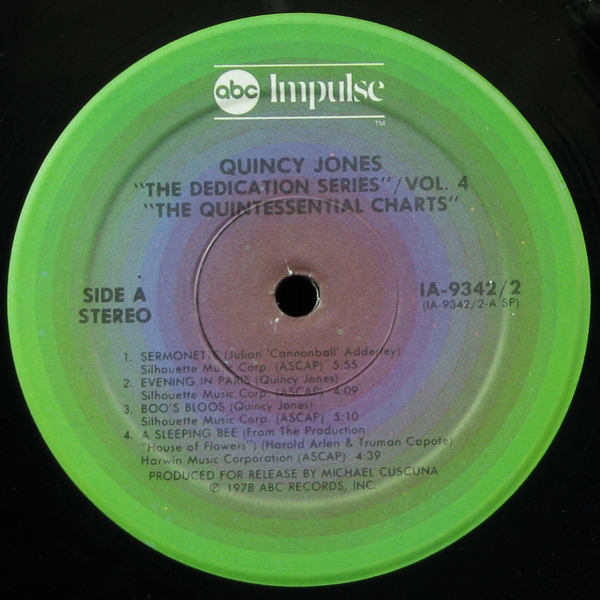 abc Impulse
TM
QUINCY JONES
"THE DEDICATION SERIES"/VOL. 4
"THE QUINTESSENTIAL CHARTS"
SIDE A
STEREO
IA-9342/2
(IA-9342/2-A SP)
1. SERMONETTE (Julian 'Cannonball' Adderley)
Silhouette Music Corp. (ASCAP) 5:55
2. EVENING IN PARIS (Quincy Jones)
Silhouette Music Corp. (ASCAP) 4:09
3. BOO'S BLOOS (Quincy Jones)
Silhouette Music Corp. (ASCAP) 5:10
4. A SLEEPING BEE (From The Production
"House of Flowers") (Harold Arlen & Truman Capote)
Harwin Music Corporation (ASCAP) 4:39
PRODUCED FOR RELEASE BY MICHAEL CUSCUNA
℗ 1978 ABC RECORDS, INC.